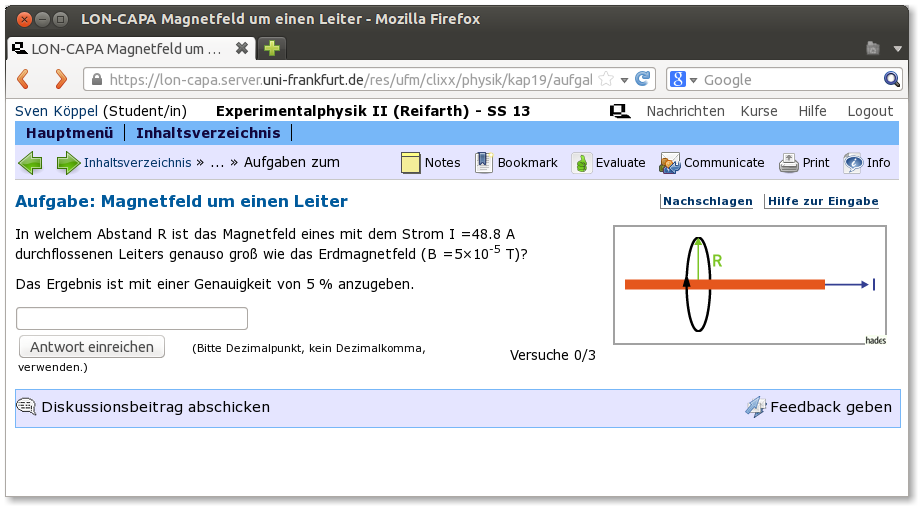 LON-CAPA Magnetfeld um einen Leiter - Mozilla Firefox
LON-CAPA Magnetfeld um ...
https://lon-capa.server.uni-frankfurt.de/res/ufm/clixx/physik/kap19/aufgal
Google
Sven Köppel (Student/in) Experimentalphysik II (Reifarth) - SS 13 Nachrichten Kurse Hilfe Logout
Hauptmenü Inhaltsverzeichnis
Inhaltsverzeichnis » ... » Aufgaben zum Notes Bookmark Evaluate Communicate Print Info
Aufgabe: Magnetfeld um einen Leiter
Nachschlagen Hilfe zur Eingabe
In welchem Abstand R ist das Magnetfeld eines mit dem Strom I =48.8 A
durchflossenen Leiters genauso groß wie das Erdmagnetfeld (B =5×10⁻⁵ T)?
Das Ergebnis ist mit einer Genauigkeit von 5 % anzugeben.
R
I
hades
Antwort einreichen (Bitte Dezimalpunkt, kein Dezimalkomma,
verwenden.)
Versuche 0/3
Diskussionsbeitrag abschicken Feedback geben